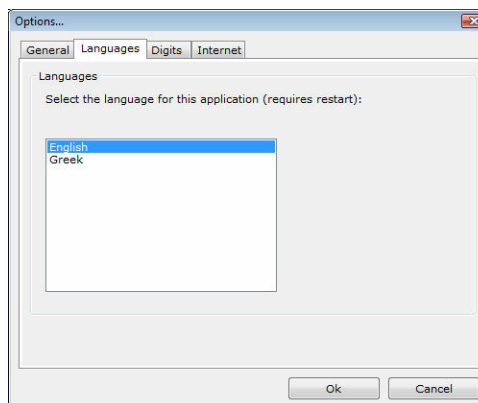 Options...
General Languages Digits Internet
Languages
Select the language for this application (requires restart):
English
Greek
Ok Cancel